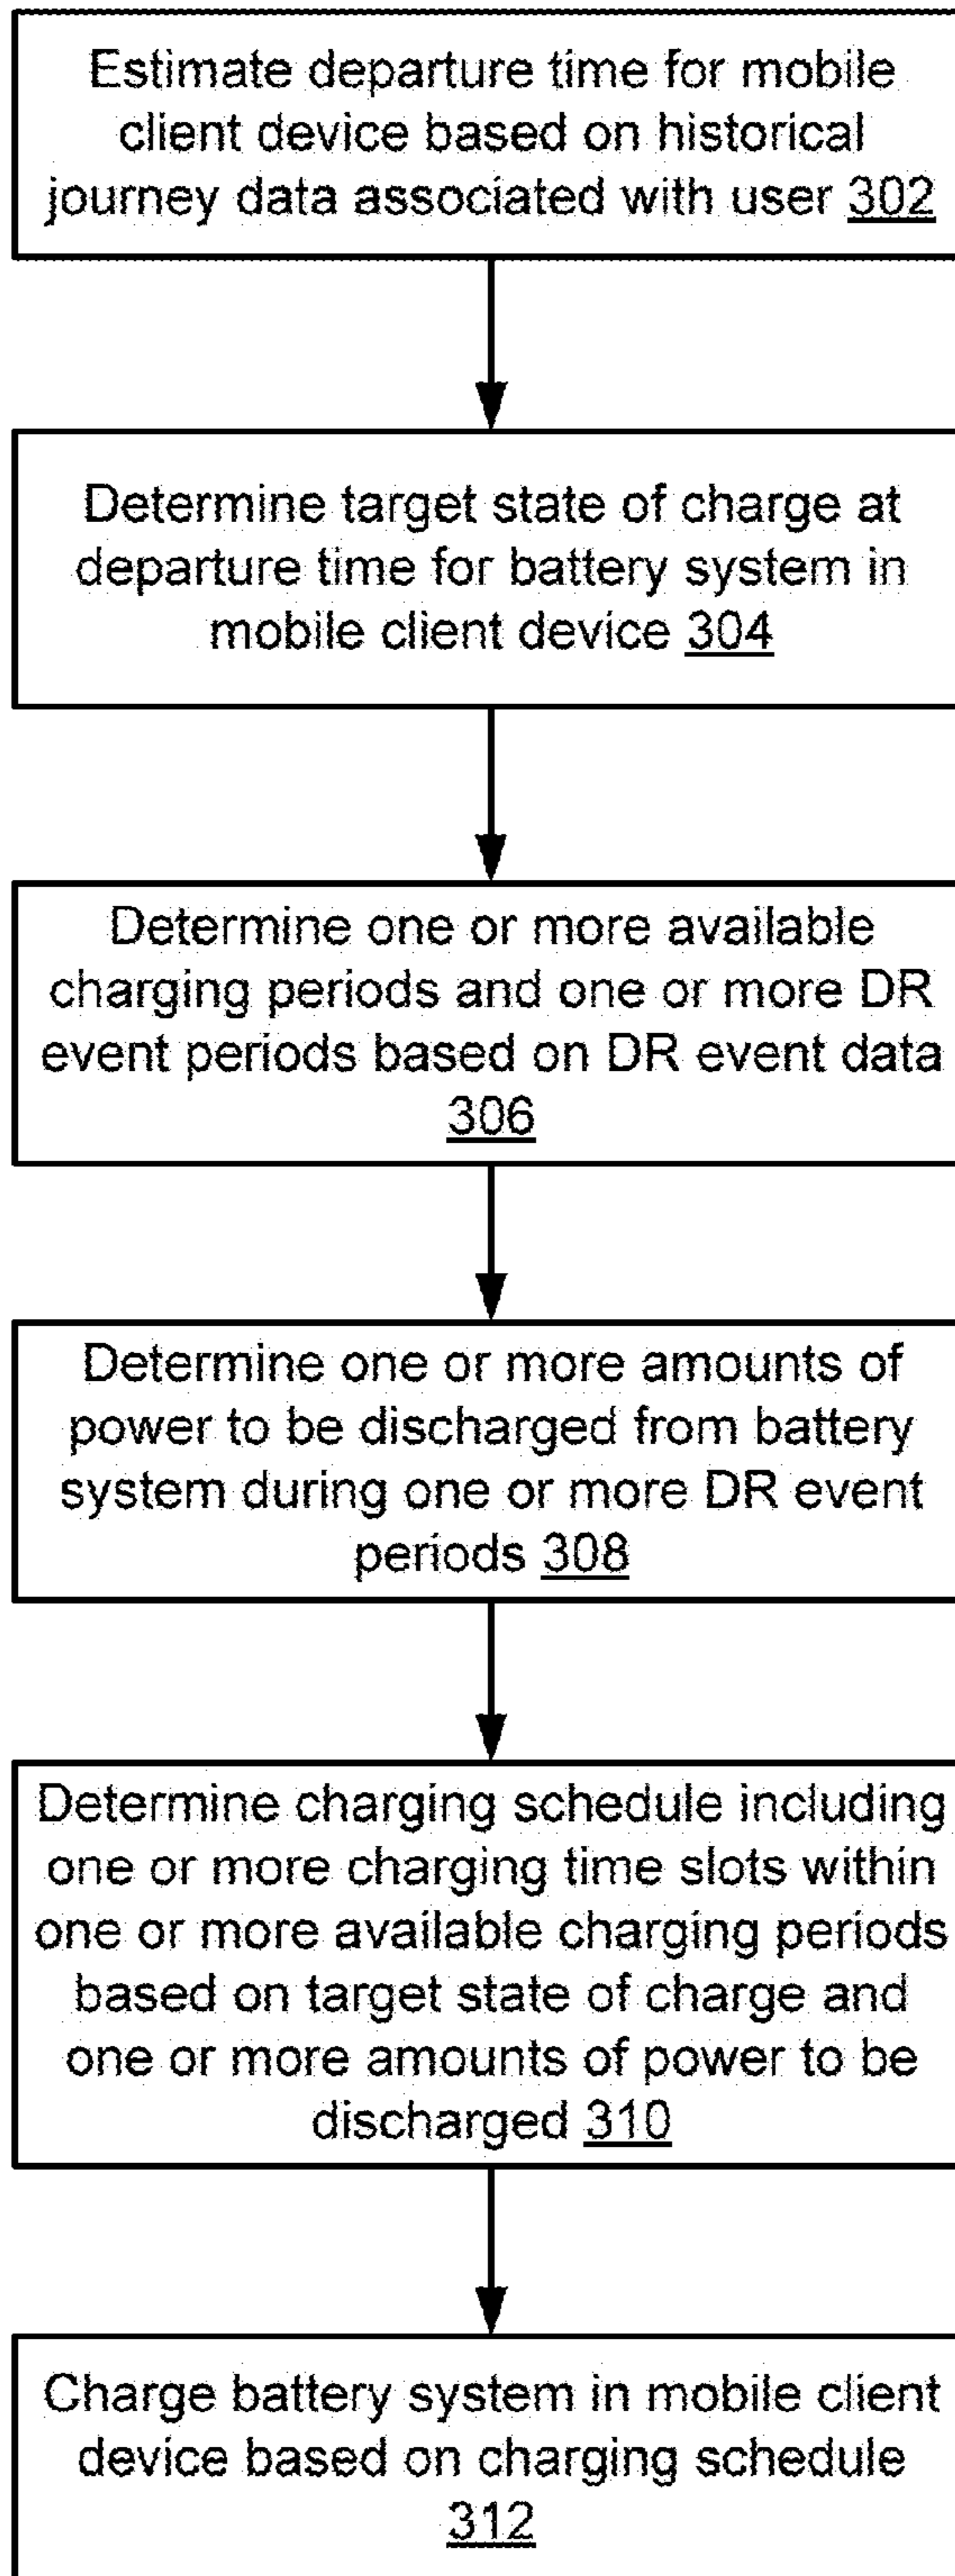 Estimate departure time for mobile
client device based on historical
journey data associated with user 302
Determine target state of charge at
departure time for battery system in
mobile client device 304
Determine one or more available
charging periods and one or more DR
event periods based on DR event data
306
Determine one or more amounts of
power to be discharged from battery
system during one or more DR event
periods 308
Determine charging schedule including
one or more charging time slots within
one or more available charging periods
based on target state of charge and
one or more amounts of power to be
discharged 310
Charge battery system in mobile client
device based on charging schedule
312